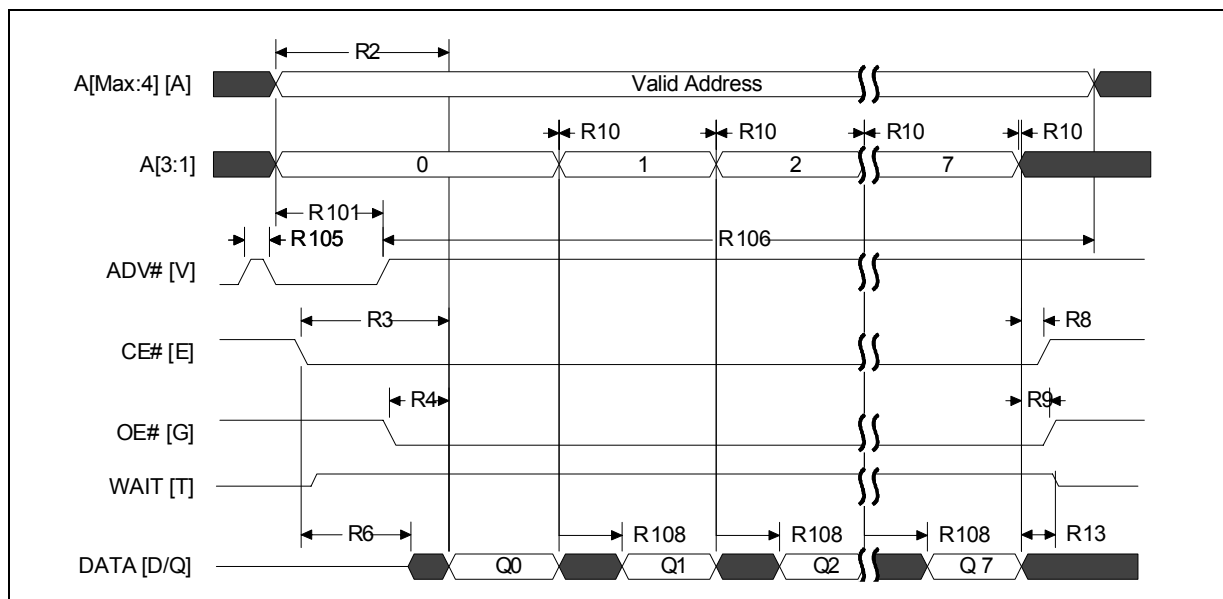 R2
A[Max:4] [A] Valid Address
R10 R10 R10 R10
A[3:1] 0 1 2 7
R101
R105 R106
ADV# [V]
R3 R8
CE# [E]
R4 R9
OE# [G]
WAIT [T]
R6 R108 R108 R108 R13
DATA [D/Q] Q0 Q1 Q2 Q 7